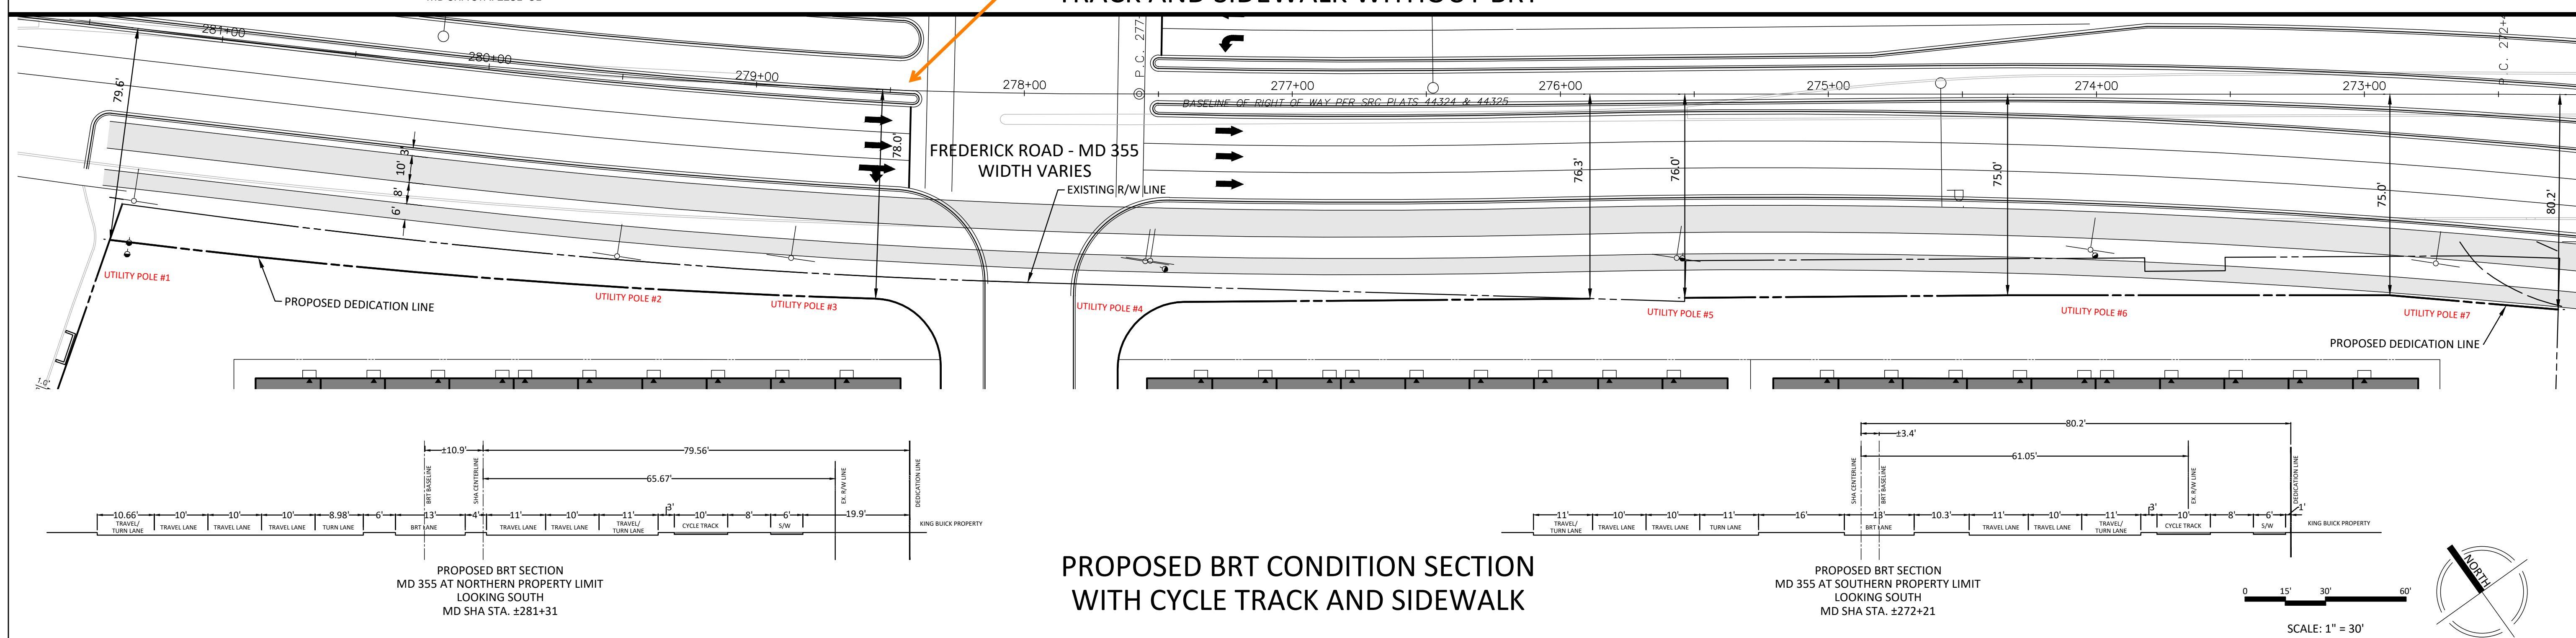 TRACK AND SIDEWALK WITHOUT BRT
281+00
280+00
279+00
278+00
277+00
276+00
275+00
274+00
273+00
P.C. 277
P.C. 272+4
BASELINE OF RIGHT OF WAY PER SRC PLATS 44324 & 44325
79.6'
3'
10'
8'
6'
78.0'
FREDERICK ROAD - MD 355
WIDTH VARIES
EXISTING R/W LINE
76.3'
76.0'
75.0'
75.0'
80.2'
UTILITY POLE #1
UTILITY POLE #2
UTILITY POLE #3
UTILITY POLE #4
UTILITY POLE #5
UTILITY POLE #6
UTILITY POLE #7
PROPOSED DEDICATION LINE
PROPOSED DEDICATION LINE
1.0'
±10.9'
79.56'
65.67'
BRT BASELINE
SHA CENTERLINE
EX. R/W LINE
DEDICATION LINE
10.66' 10' 10' 10' 8.98' 6' 13' 4' 11' 10' 11' 3' 10' 8' 6' 19.9'
TRAVEL/ TURN LANE
TRAVEL LANE
TRAVEL LANE
TRAVEL LANE
TURN LANE
BRT LANE
TRAVEL LANE
TRAVEL LANE
TRAVEL/ TURN LANE
CYCLE TRACK
S/W
KING BUICK PROPERTY
PROPOSED BRT SECTION
MD 355 AT NORTHERN PROPERTY LIMIT
LOOKING SOUTH
MD SHA STA. ±281+31
PROPOSED BRT CONDITION SECTION
WITH CYCLE TRACK AND SIDEWALK
80.2'
±3.4'
61.05'
SHA CENTERLINE
BRT BASELINE
EX. R/W LINE
DEDICATION LINE
11' 10' 10' 11' 16' 13' 10.3' 11' 10' 11' 3' 10' 8' 6' 1'
TRAVEL/ TURN LANE
TRAVEL LANE
TRAVEL LANE
TURN LANE
BRT LANE
TRAVEL LANE
TRAVEL LANE
TRAVEL/ TURN LANE
CYCLE TRACK
S/W
KING BUICK PROPERTY
PROPOSED BRT SECTION
MD 355 AT SOUTHERN PROPERTY LIMIT
LOOKING SOUTH
MD SHA STA. ±272+21
0 15' 30' 60'
SCALE: 1" = 30'
NORTH